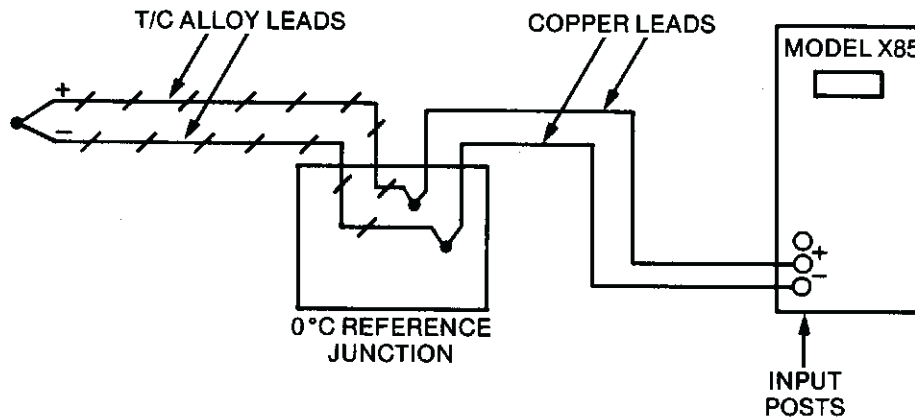 T/C ALLOY LEADS
COPPER LEADS
MODEL X85
+
−
+
−
0°C REFERENCE
JUNCTION
INPUT
POSTS